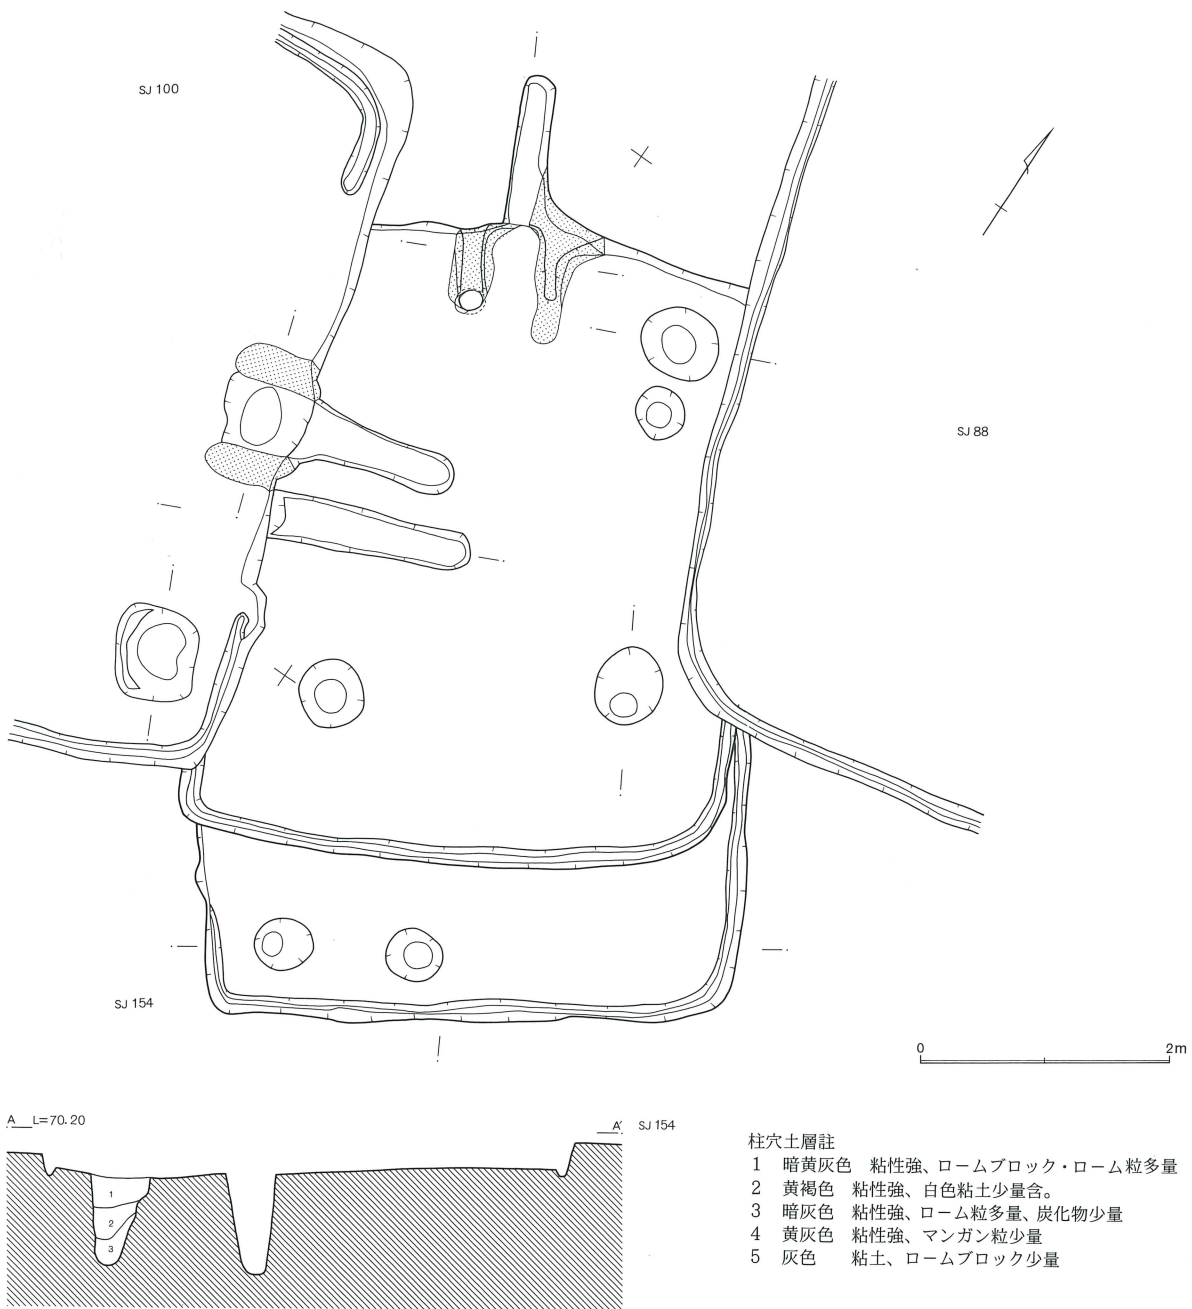 SJ 100
SJ 88
SJ 154
0 2m
A L=70.20 A' SJ 154
1
2
3
柱穴土層註
1 暗黄灰色 粘性強、ロームブロック・ローム粒多量
2 黄褐色 粘性強、白色粘土少量含。
3 暗灰色 粘性強、ローム粒多量、炭化物少量
4 黄灰色 粘性強、マンガン粒少量
5 灰色 粘土、ロームブロック少量